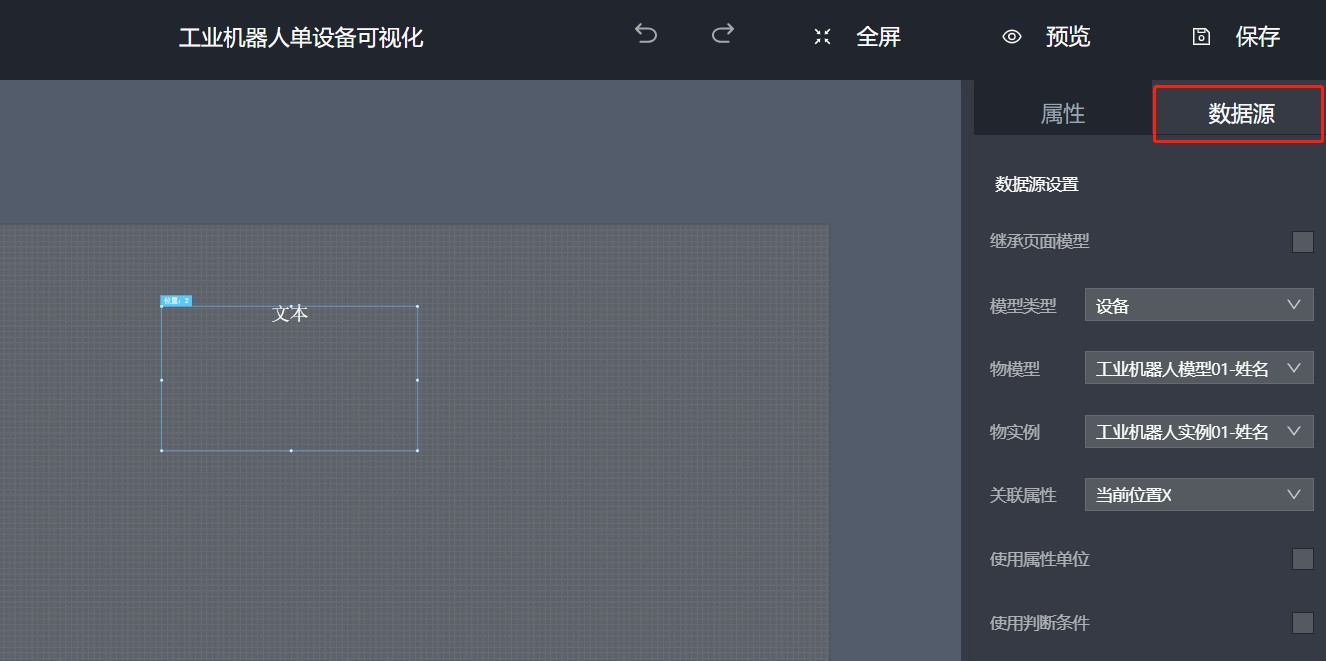 工业机器人单设备可视化
全屏
预览
保存
属性
数据源
数据源设置
继承页面模型
模型类型 设备
物模型 工业机器人模型01-姓名
物实例 工业机器人实例01-姓名
关联属性 当前位置X
使用属性单位
使用判断条件
位置：2
文本